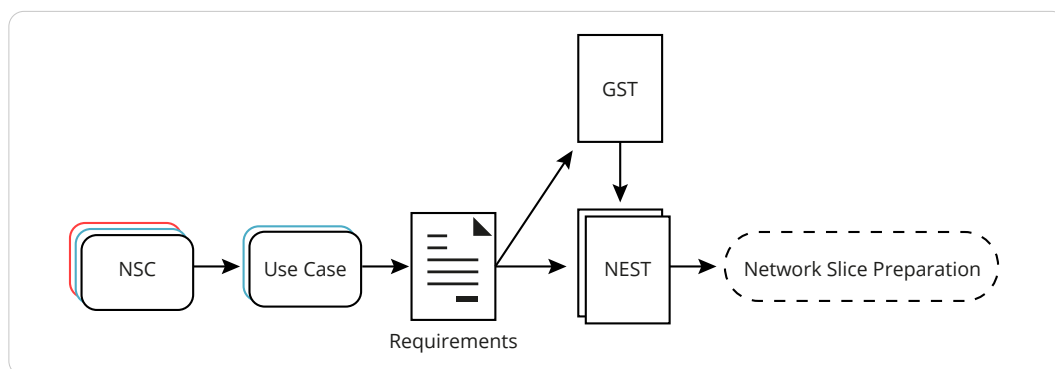 GST
NSC
Use Case
NEST
Network Slice Preparation
Requirements